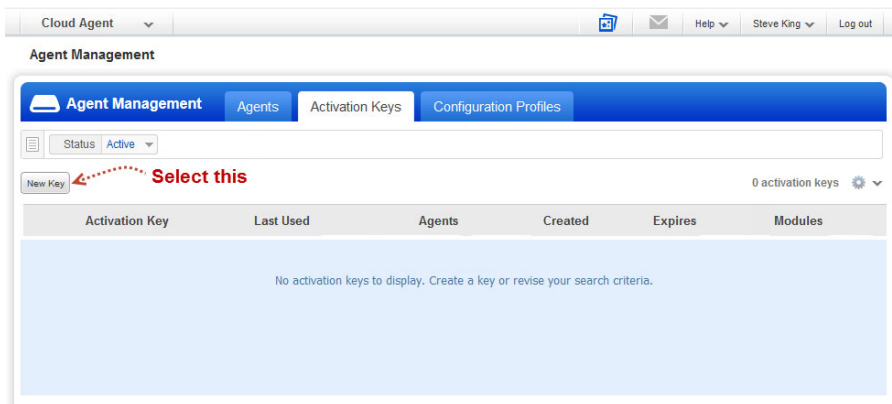 Cloud Agent Help Steve King Log out
Agent Management
Agent Management Agents Activation Keys Configuration Profiles
Status Active
New Key Select this 0 activation keys
Activation Key Last Used Agents Created Expires Modules
No activation keys to display. Create a key or revise your search criteria.